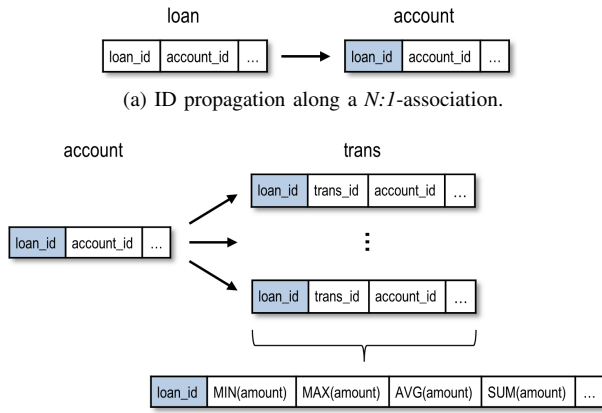 loan account
loan_id account_id ... loan_id account_id ...
(a) ID propagation along a N:1-association.
account trans
loan_id trans_id account_id ...
loan_id account_id ...
loan_id trans_id account_id ...
loan_id MIN(amount) MAX(amount) AVG(amount) SUM(amount) ...